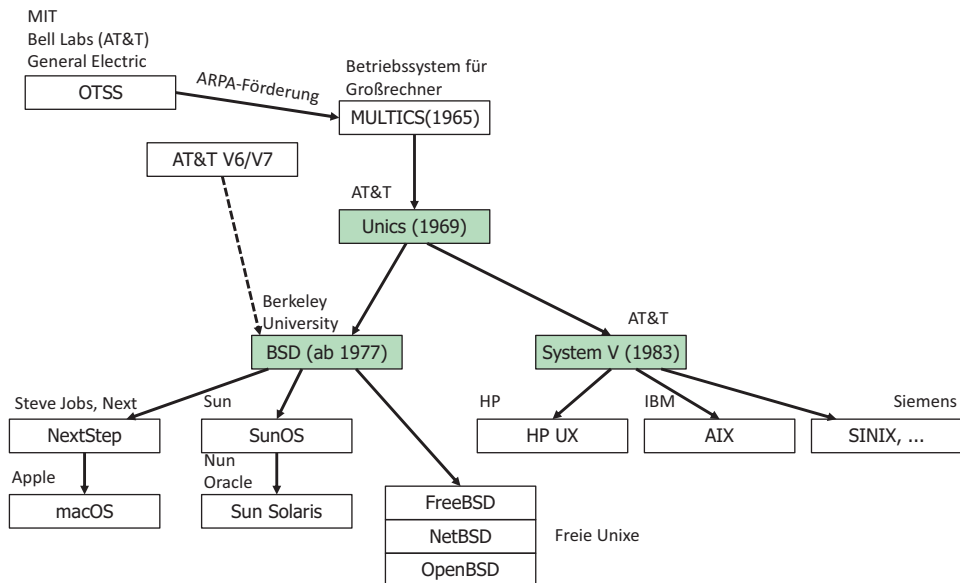 MIT
Bell Labs (AT&T)
General Electric
OTSS
ARPA-Förderung
Betriebssystem für
Großrechner
MULTICS(1965)
AT&T V6/V7
AT&T
Unics (1969)
Berkeley
University
BSD (ab 1977)
AT&T
System V (1983)
Steve Jobs, Next
NextStep
Sun
SunOS
HP
HP UX
IBM
AIX
Siemens
SINIX, ...
Apple
macOS
Nun
Oracle
Sun Solaris
FreeBSD
NetBSD
OpenBSD
Freie Unixe